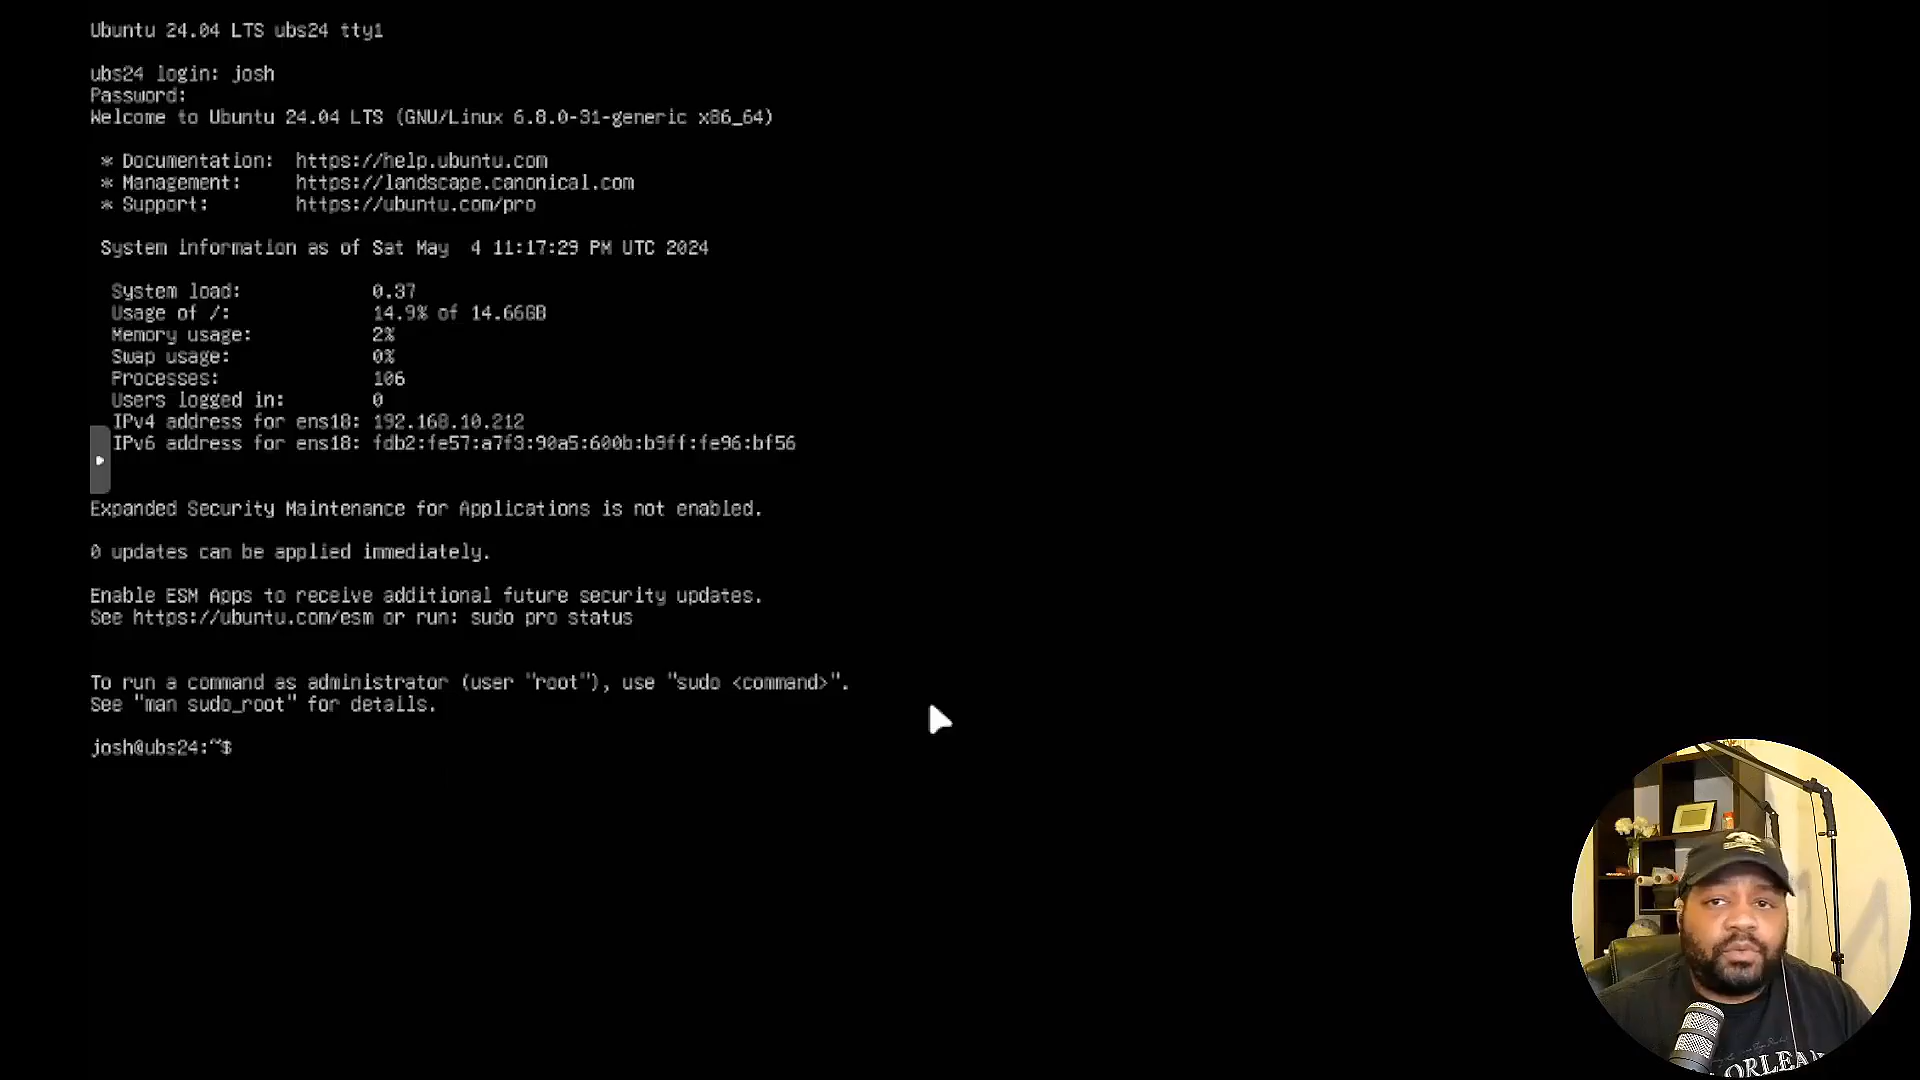 Ubuntu 24.04 LTS ubs24 tty1
ubs24 login: josh
Password:
Welcome to Ubuntu 24.04 LTS (GNU/Linux 6.8.0-31-generic x86_64)
* Documentation: https://help.ubuntu.com
* Management: https://landscape.canonical.com
* Support: https://ubuntu.com/pro
System information as of Sat May 4 11:17:29 PM UTC 2024
System load: 0.37
Usage of /: 14.9% of 14.66GB
Memory usage: 2%
Swap usage: 0%
Processes: 106
Users logged in: 0
IPv4 address for ens18: 192.168.10.212
IPv6 address for ens18: fdb2:fe57:a7f3:90a5:600b:b9ff:fe96:bf56
Expanded Security Maintenance for Applications is not enabled.
0 updates can be applied immediately.
Enable ESM Apps to receive additional future security updates.
See https://ubuntu.com/esm or run: sudo pro status
To run a command as administrator (user "root"), use "sudo <command>".
See "man sudo_root" for details.
josh@ubs24:~$